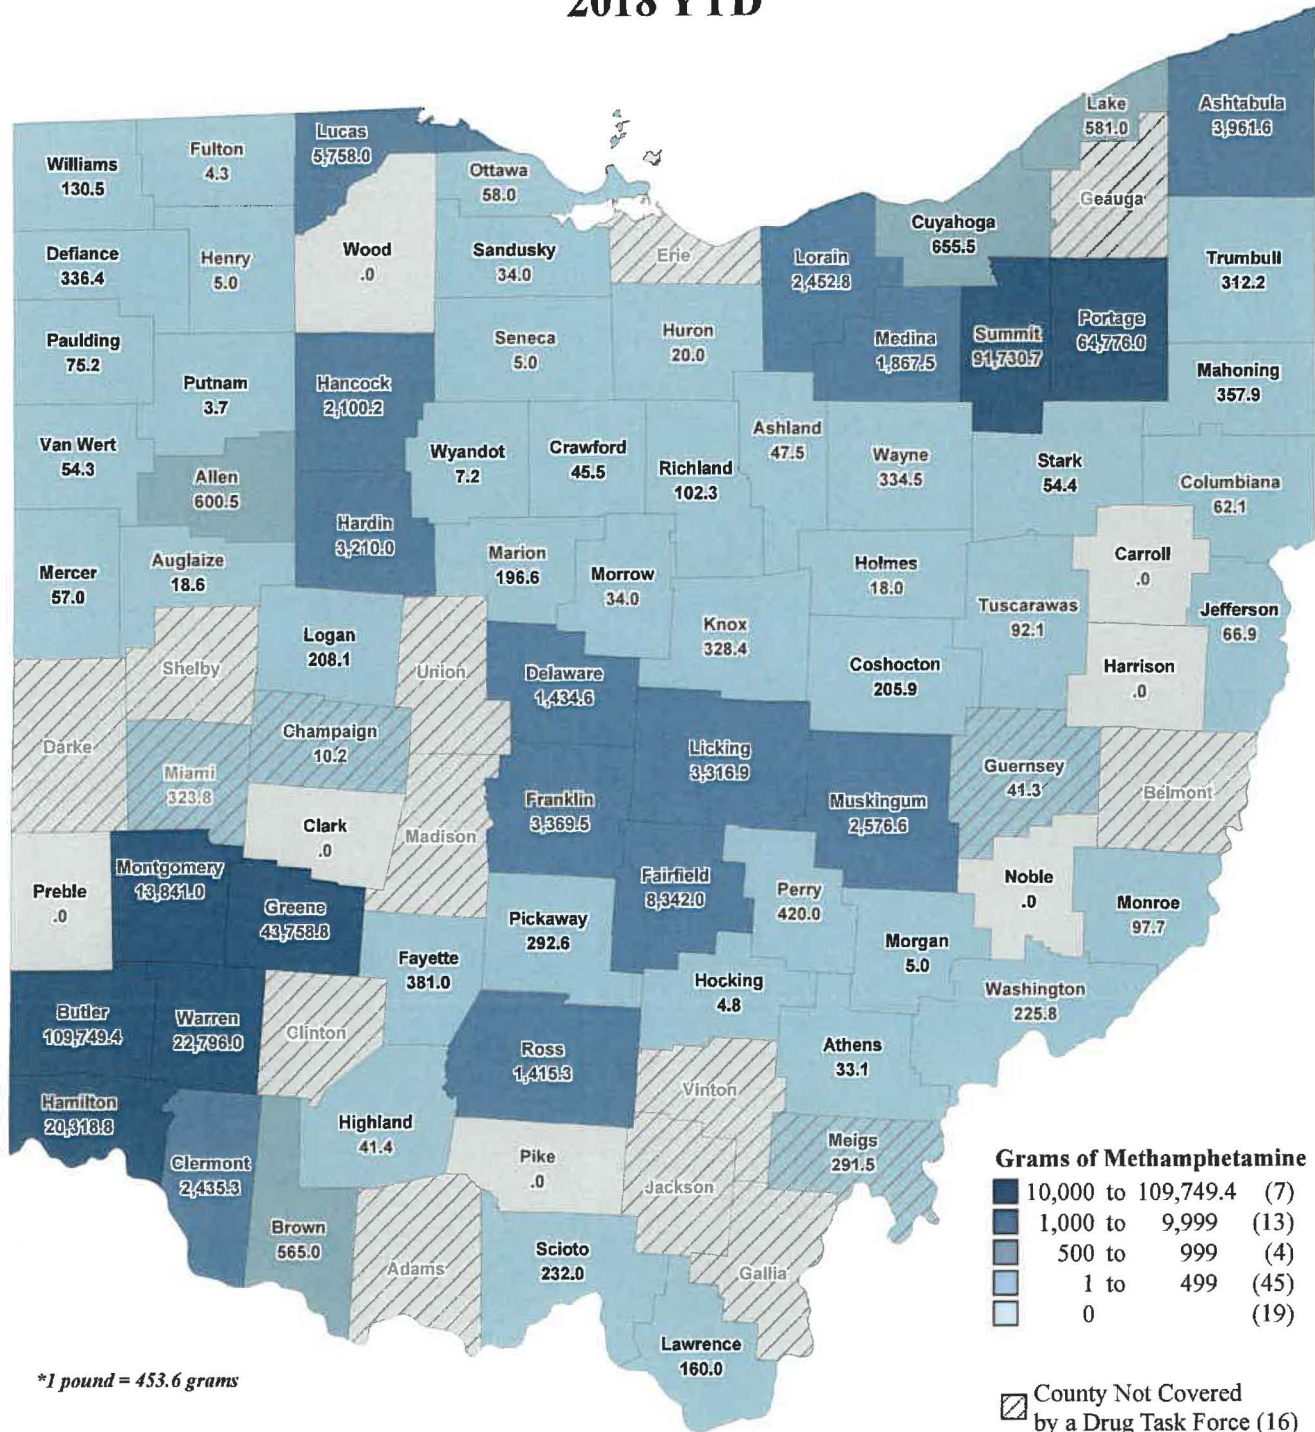 2018 YTD
Lake
581.0
Ashtabula
3,961.6
Williams
130.5
Fulton
4.3
Lucas
5,758.0
Ottawa
58.0
Geauga
Defiance
336.4
Henry
5.0
Wood
.0
Sandusky
34.0
Erie
Lorain
2,452.8
Cuyahoga
655.5
Trumbull
312.2
Paulding
75.2
Putnam
3.7
Hancock
2,100.2
Seneca
5.0
Huron
20.0
Medina
1,867.5
Summit
91,730.7
Portage
64,776.0
Mahoning
357.9
Van Wert
54.3
Allen
600.5
Wyandot
7.2
Crawford
45.5
Richland
102.3
Ashland
47.5
Wayne
334.5
Stark
54.4
Columbiana
62.1
Mercer
57.0
Auglaize
18.6
Hardin
3,210.0
Marion
196.6
Morrow
34.0
Holmes
18.0
Carroll
.0
Tuscarawas
92.1
Jefferson
66.9
Shelby
Logan
208.1
Union
Delaware
1,434.6
Knox
328.4
Coshocton
205.9
Harrison
.0
Darke
Miami
323.8
Champaign
10.2
Licking
3,316.9
Guernsey
41.3
Belmont
Clark
.0
Madison
Franklin
3,369.5
Muskingum
2,576.6
Preble
.0
Montgomery
13,841.0
Greene
43,758.8
Fairfield
8,342.0
Perry
420.0
Noble
.0
Monroe
97.7
Pickaway
292.6
Fayette
381.0
Morgan
5.0
Hocking
4.8
Washington
225.8
Butler
109,749.4
Warren
22,796.0
Clinton
Ross
1,415.3
Athens
33.1
Vinton
Hamilton
20,318.8
Highland
41.4
Meigs
291.5
Clermont
2,435.3
Pike
.0
Jackson
Brown
565.0
Adams
Scioto
232.0
Gallia
Lawrence
160.0
Grams of Methamphetamine
10,000 to 109,749.4 (7)
1,000 to 9,999 (13)
500 to 999 (4)
1 to 499 (45)
0 (19)
*1 pound = 453.6 grams
County Not Covered
by a Drug Task Force (16)